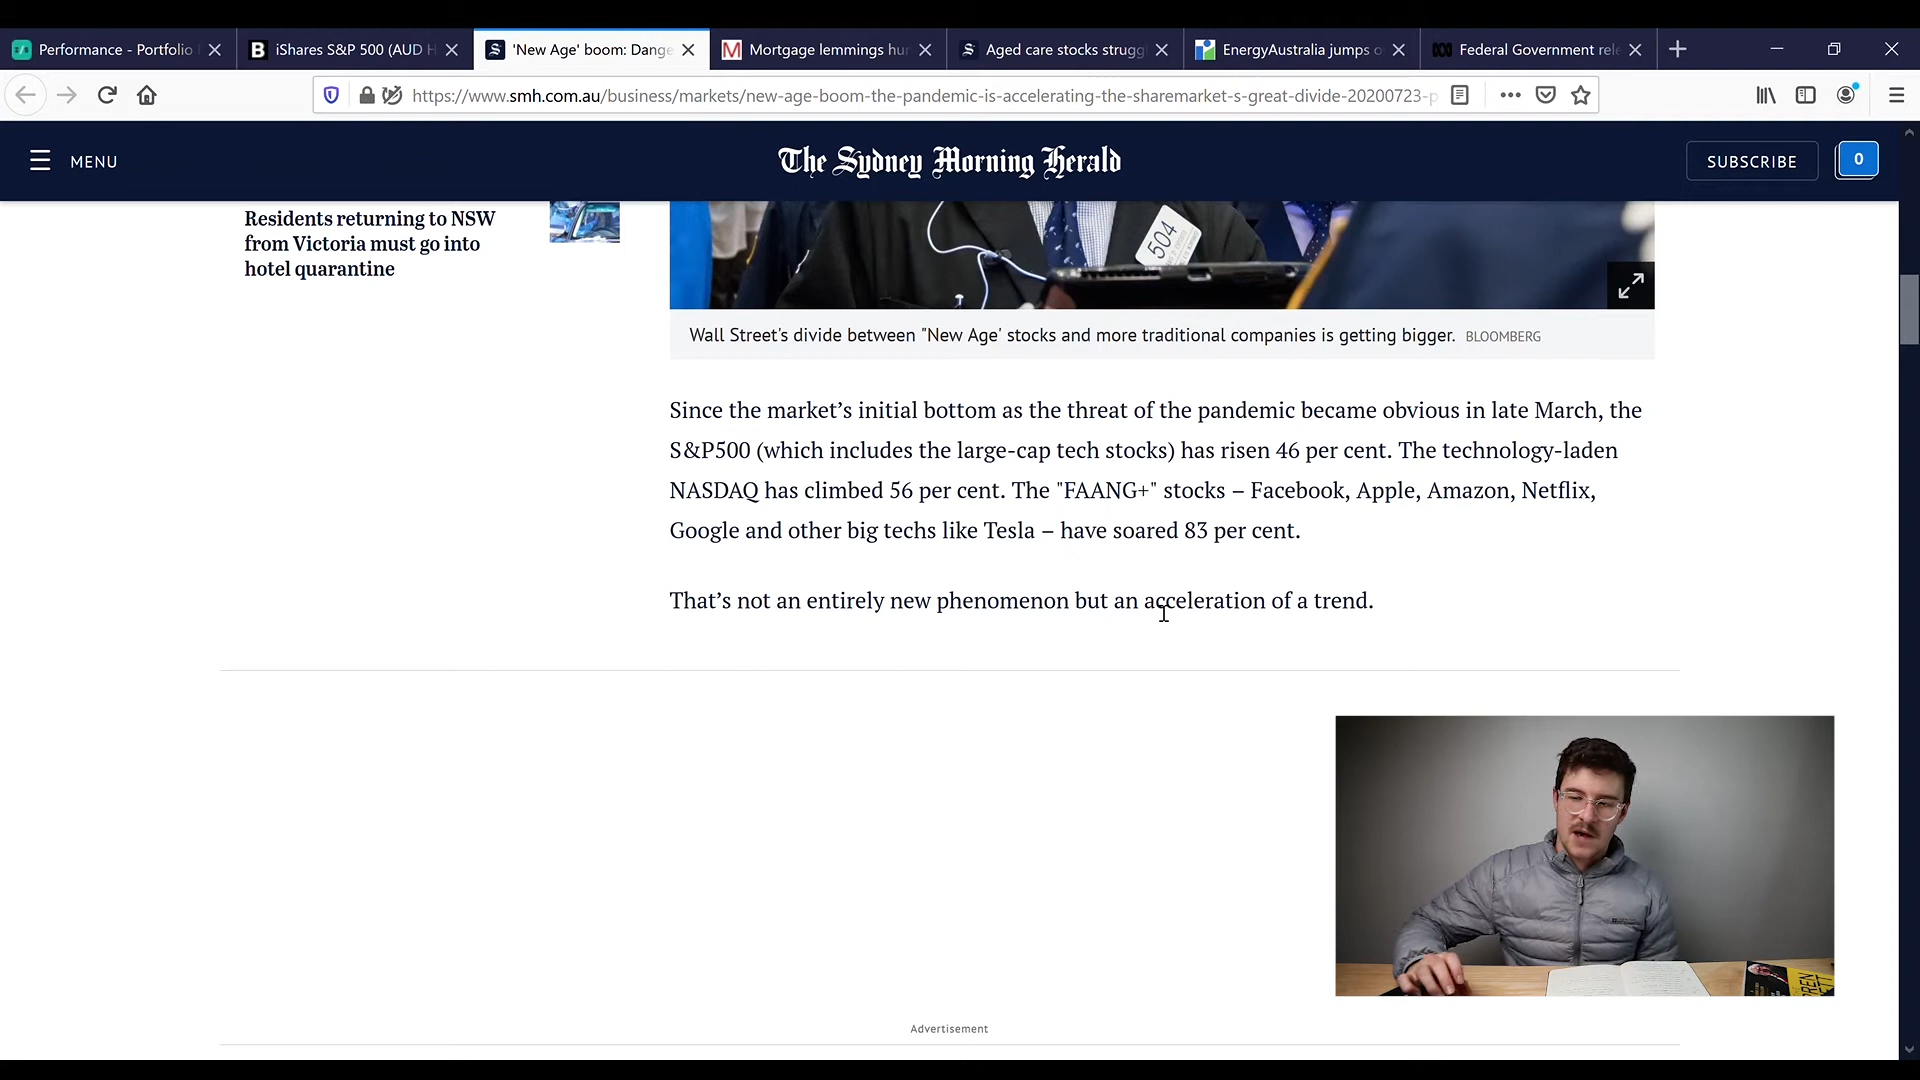 Performance - Portfolio
iShares S&P 500 (AUD H
'New Age' boom: Dange
Mortgage lemmings hur
Aged care stocks strugg
EnergyAustralia jumps o
Federal Government rele
https://www.smh.com.au/business/markets/new-age-boom-the-pandemic-is-accelerating-the-sharemarket-s-great-divide-20200723-p
MENU
The Sydney Morning Herald
SUBSCRIBE
0
Residents returning to NSW
from Victoria must go into
hotel quarantine
504
Wall Street's divide between "New Age' stocks and more traditional companies is getting bigger. BLOOMBERG
Since the market’s initial bottom as the threat of the pandemic became obvious in late March, the
S&P500 (which includes the large-cap tech stocks) has risen 46 per cent. The technology-laden
NASDAQ has climbed 56 per cent. The "FAANG+" stocks – Facebook, Apple, Amazon, Netflix,
Google and other big techs like Tesla – have soared 83 per cent.
That’s not an entirely new phenomenon but an acceleration of a trend.
Advertisement